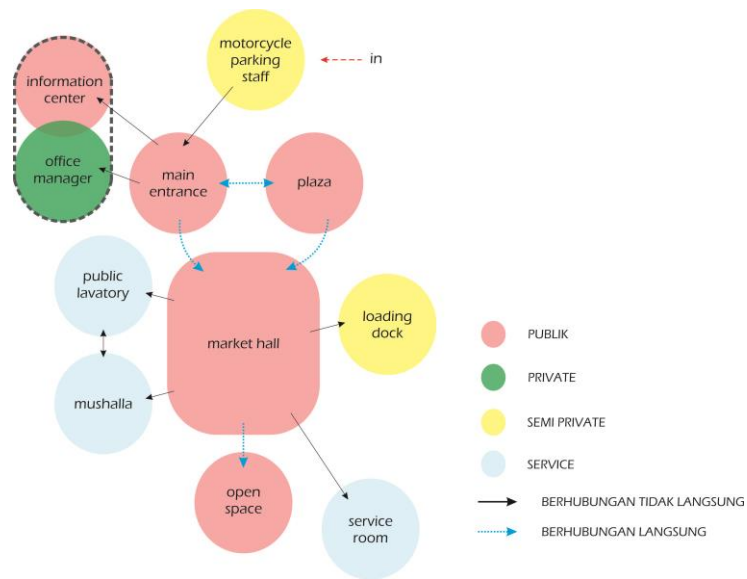 motorcycle
parking
staff
in
information
center
office
manager
main
entrance
plaza
public
lavatory
market hall
loading
dock
mushalla
open
space
service
room
PUBLIK
PRIVATE
SEMI PRIVATE
SERVICE
BERHUBUNGAN TIDAK LANGSUNG
BERHUBUNGAN LANGSUNG